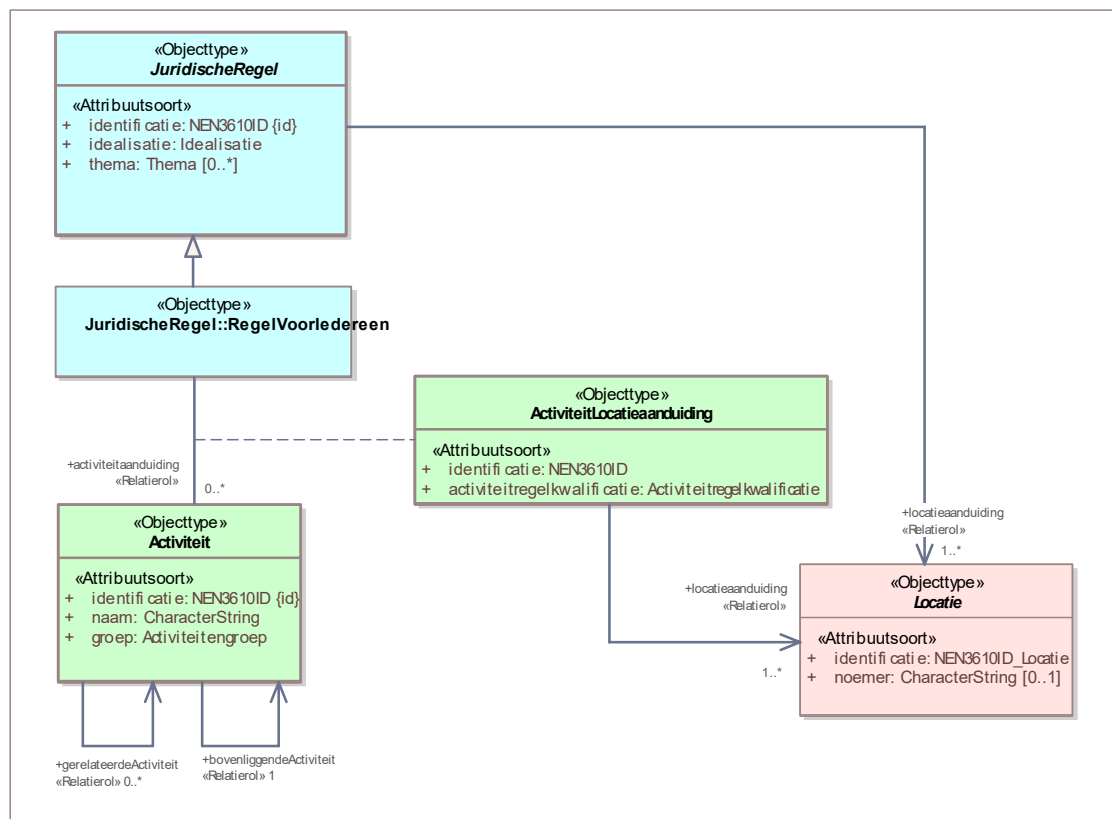 «Objecttype»
JuridischeRegel
«Attribuutsoort»
+ identificatie: NEN3610ID {id}
+ idealisatie: Idealisatie
+ thema: Thema [0..*]
«Objecttype»
JuridischeRegel::RegelVoorIedereen
«Objecttype»
ActiviteitLocatieaanduiding
«Attribuutsoort»
+ identificatie: NEN3610ID
+ activiteitregelkwalificatie: Activiteitregelkwalificatie
+activiteitaanduiding
«Relatierol»
0..*
«Objecttype»
Activiteit
«Attribuutsoort»
+ identificatie: NEN3610ID {id}
+ naam: CharacterString
+ groep: Activiteitengroep
+locatieaanduiding
«Relatierol»
1..*
+locatieaanduiding
«Relatierol»
1..*
«Objecttype»
Locatie
«Attribuutsoort»
+ identificatie: NEN3610ID_Locatie
+ noemer: CharacterString [0..1]
+gerelateerdeActiviteit
«Relatierol» 0..*
+bovenliggendeActiviteit
«Relatierol» 1